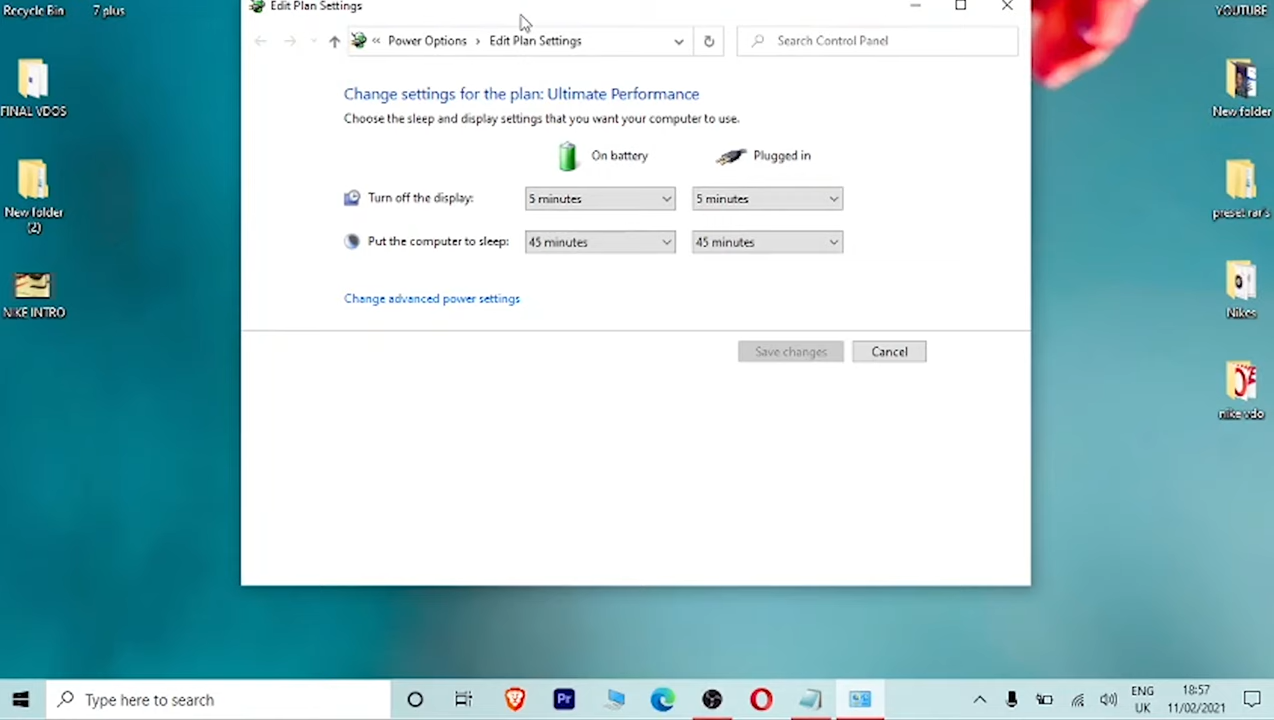 Recycle Bin
7 plus
FINAL VDOS
New folder
(2)
NIKE INTRO
Edit Plan Settings
« Power Options › Edit Plan Settings
Search Control Panel
Change settings for the plan: Ultimate Performance
Choose the sleep and display settings that you want your computer to use.
On battery
Plugged in
Turn off the display:
5 minutes
5 minutes
Put the computer to sleep:
45 minutes
45 minutes
Change advanced power settings
Save changes
Cancel
YOUTUBE
New folder
preset rar's
Nikes
nike vdo
Type here to search
Pr
ENG
UK
18:57
11/02/2021